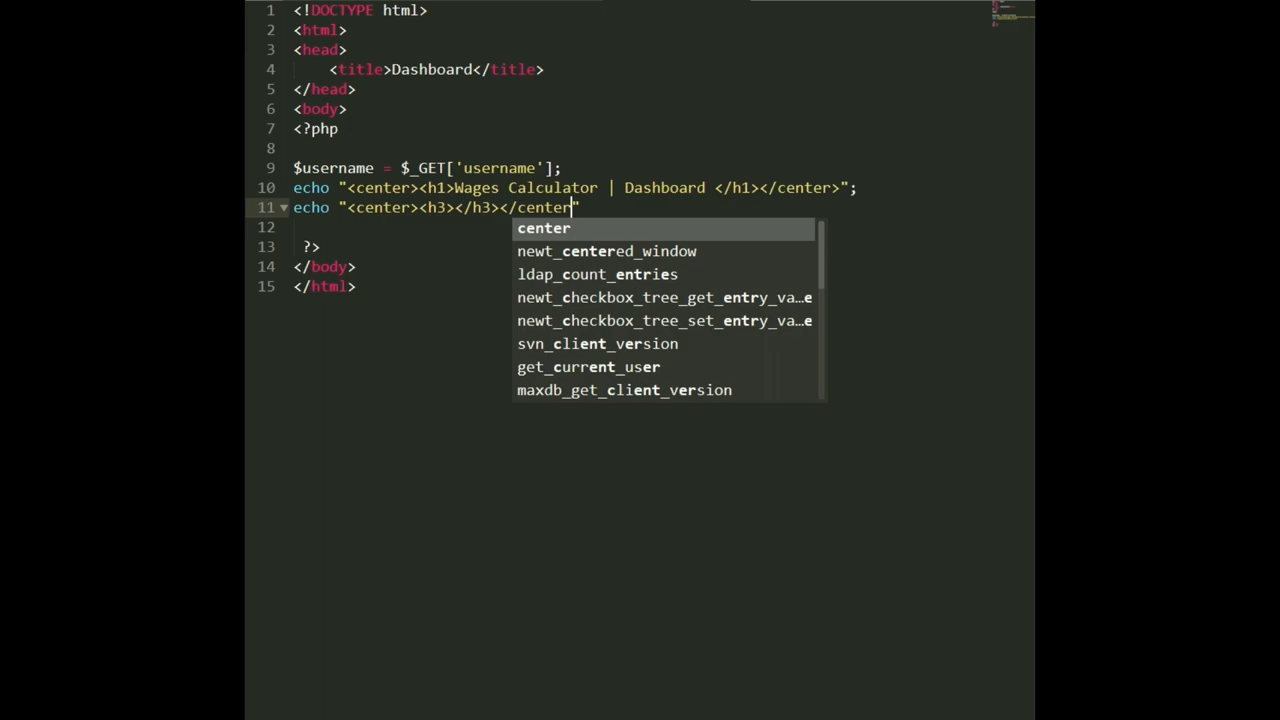 1 <!DOCTYPE html>
2 <html>
3 <head>
4     <title>Dashboard</title>
5 </head>
6 <body>
7 <?php
8
9 $username = $_GET['username'];
10 echo "<center><h1>Wages Calculator | Dashboard </h1></center>";
11 echo "<center><h3></h3></center"
center
12
newt_centered_window
13  ?>
14 </body>
ldap_count_entries
15 </html>
newt_checkbox_tree_get_entry_va…e
newt_checkbox_tree_set_entry_va…e
svn_client_version
get_current_user
maxdb_get_client_version